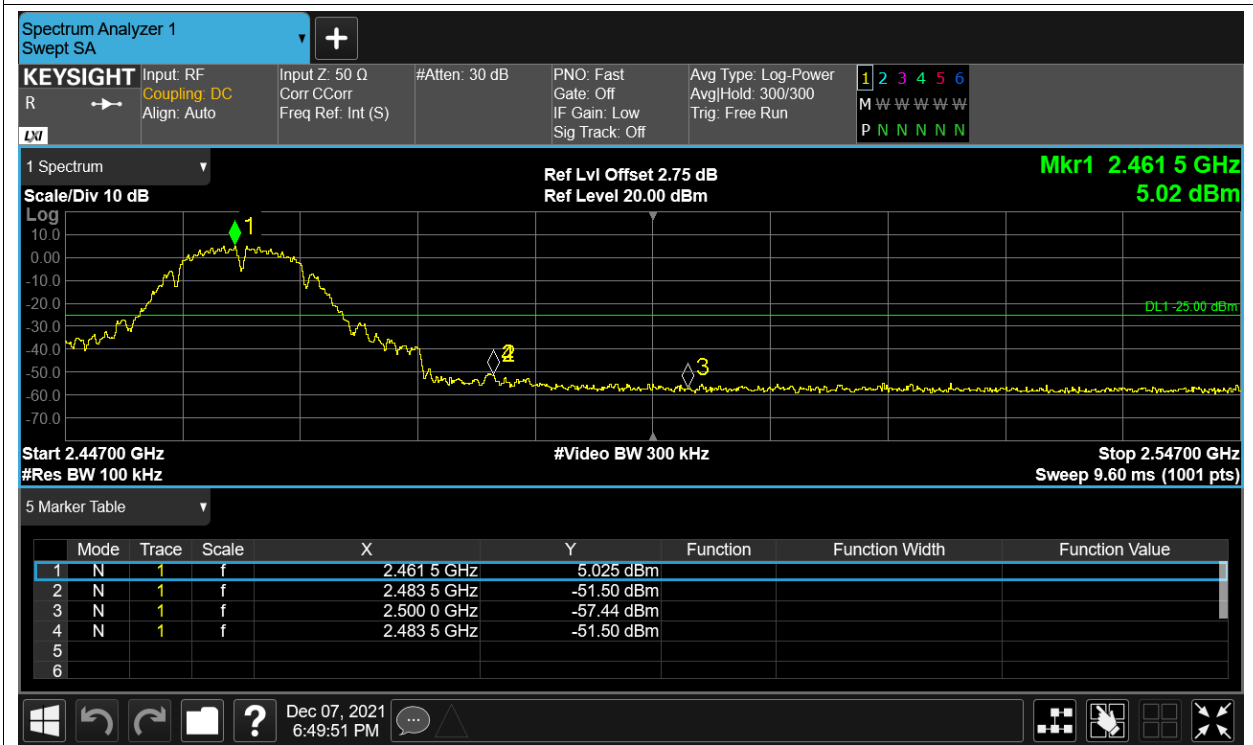 Spectrum Analyzer 1
Swept SA
KEYSIGHT
R
LXI
Input: RF
Coupling: DC
Align: Auto
Input Z: 50 Ω
Corr CCorr
Freq Ref: Int (S)
#Atten: 30 dB
PNO: Fast
Gate: Off
IF Gain: Low
Sig Track: Off
Avg Type: Log-Power
Avg|Hold: 300/300
Trig: Free Run
1 2 3 4 5 6
M W W W W W
P N N N N N
1 Spectrum
Scale/Div 10 dB
Ref Lvl Offset 2.75 dB
Ref Level 20.00 dBm
Mkr1 2.461 5 GHz
5.02 dBm
Log
10.0
0.00
-10.0
-20.0
-30.0
-40.0
-50.0
-60.0
-70.0
1
3
DL1 -25.00 dBm
Start 2.44700 GHz
#Video BW 300 kHz
Stop 2.54700 GHz
#Res BW 100 kHz
Sweep 9.60 ms (1001 pts)
5 Marker Table
Mode Trace Scale X Y Function Function Width Function Value
1 N 1 f 2.461 5 GHz 5.025 dBm
2 N 1 f 2.483 5 GHz -51.50 dBm
3 N 1 f 2.500 0 GHz -57.44 dBm
4 N 1 f 2.483 5 GHz -51.50 dBm
5
6
?
Dec 07, 2021
6:49:51 PM